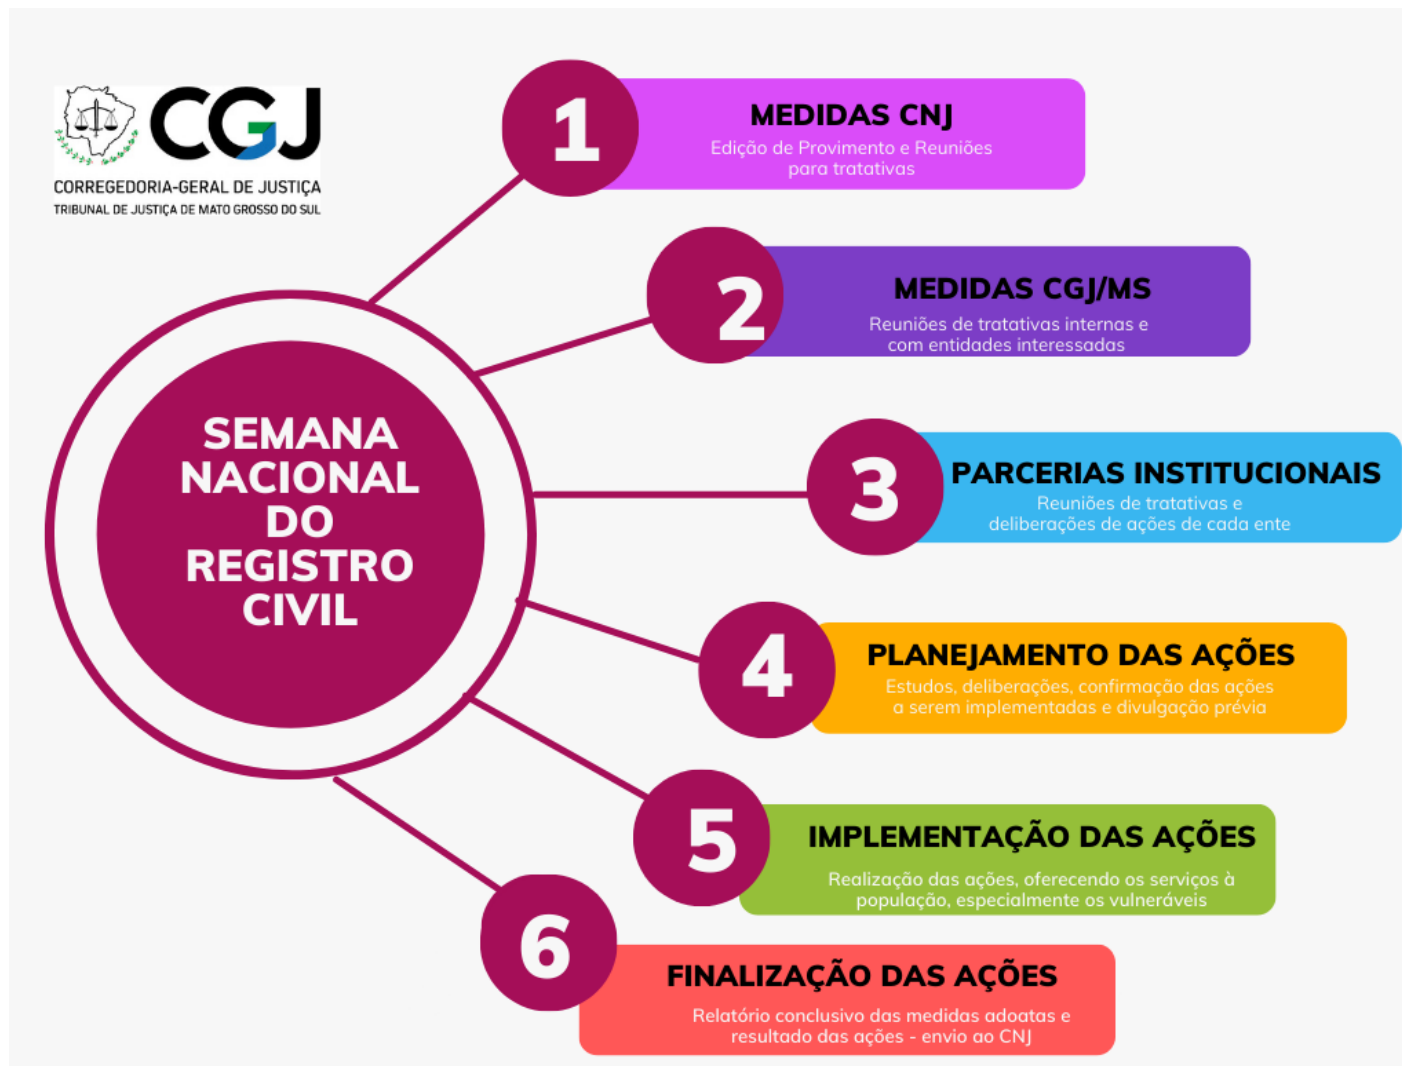 CGJ
CORREGEDORIA-GERAL DE JUSTIÇA
TRIBUNAL DE JUSTIÇA DE MATO GROSSO DO SUL
SEMANA
NACIONAL
DO
REGISTRO
CIVIL
1
MEDIDAS CNJ
Edição de Provimento e Reuniões
para tratativas
2
MEDIDAS CGJ/MS
Reuniões de tratativas internas e
com entidades interessadas
3
PARCERIAS INSTITUCIONAIS
Reuniões de tratativas e
deliberações de ações de cada ente
4
PLANEJAMENTO DAS AÇÕES
Estudos, deliberações, confirmação das ações
a serem implementadas e divulgação prévia
5
IMPLEMENTAÇÃO DAS AÇÕES
Realização das ações, oferecendo os serviços à
população, especialmente os vulneráveis
6
FINALIZAÇÃO DAS AÇÕES
Relatório conclusivo das medidas adoatas e
resultado das ações - envio ao CNJ